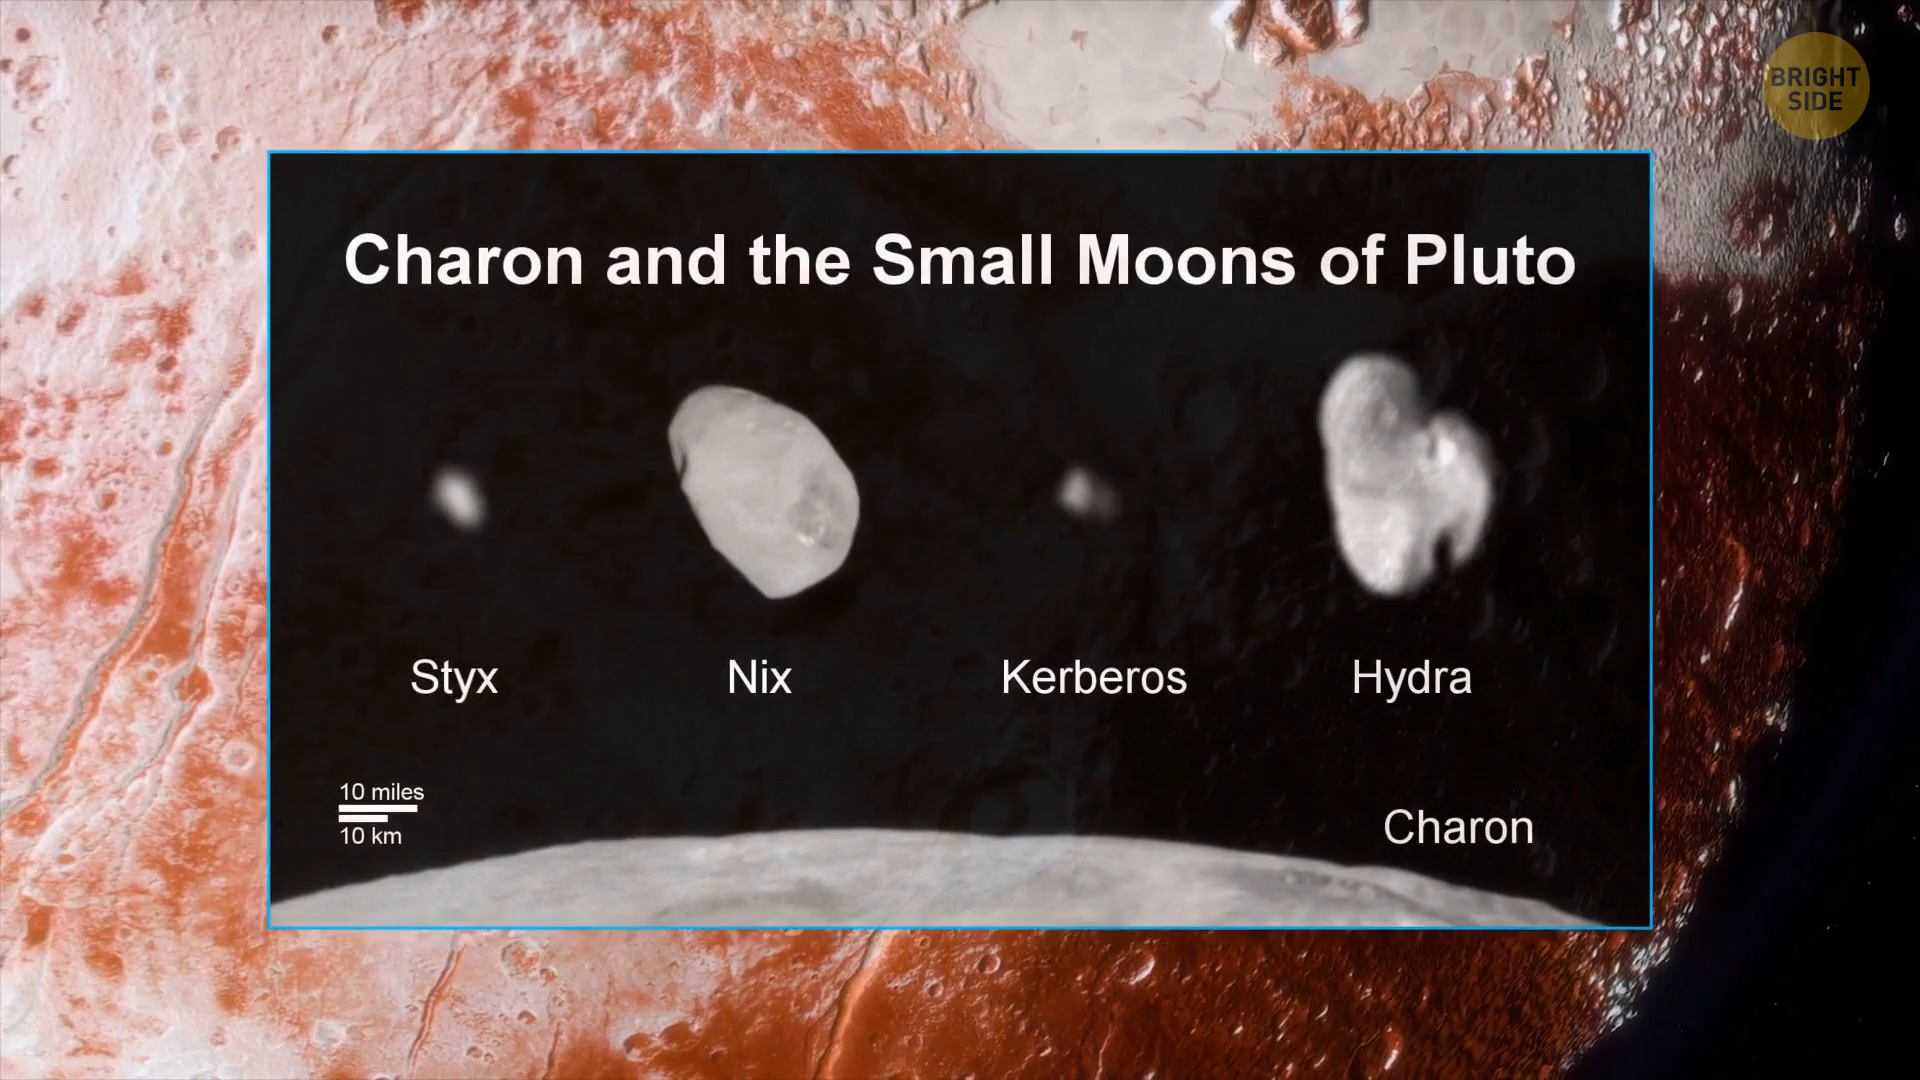 BRIGHT
SIDE
Charon and the Small Moons of Pluto
Styx
Nix
Kerberos
Hydra
10 miles
10 km
Charon